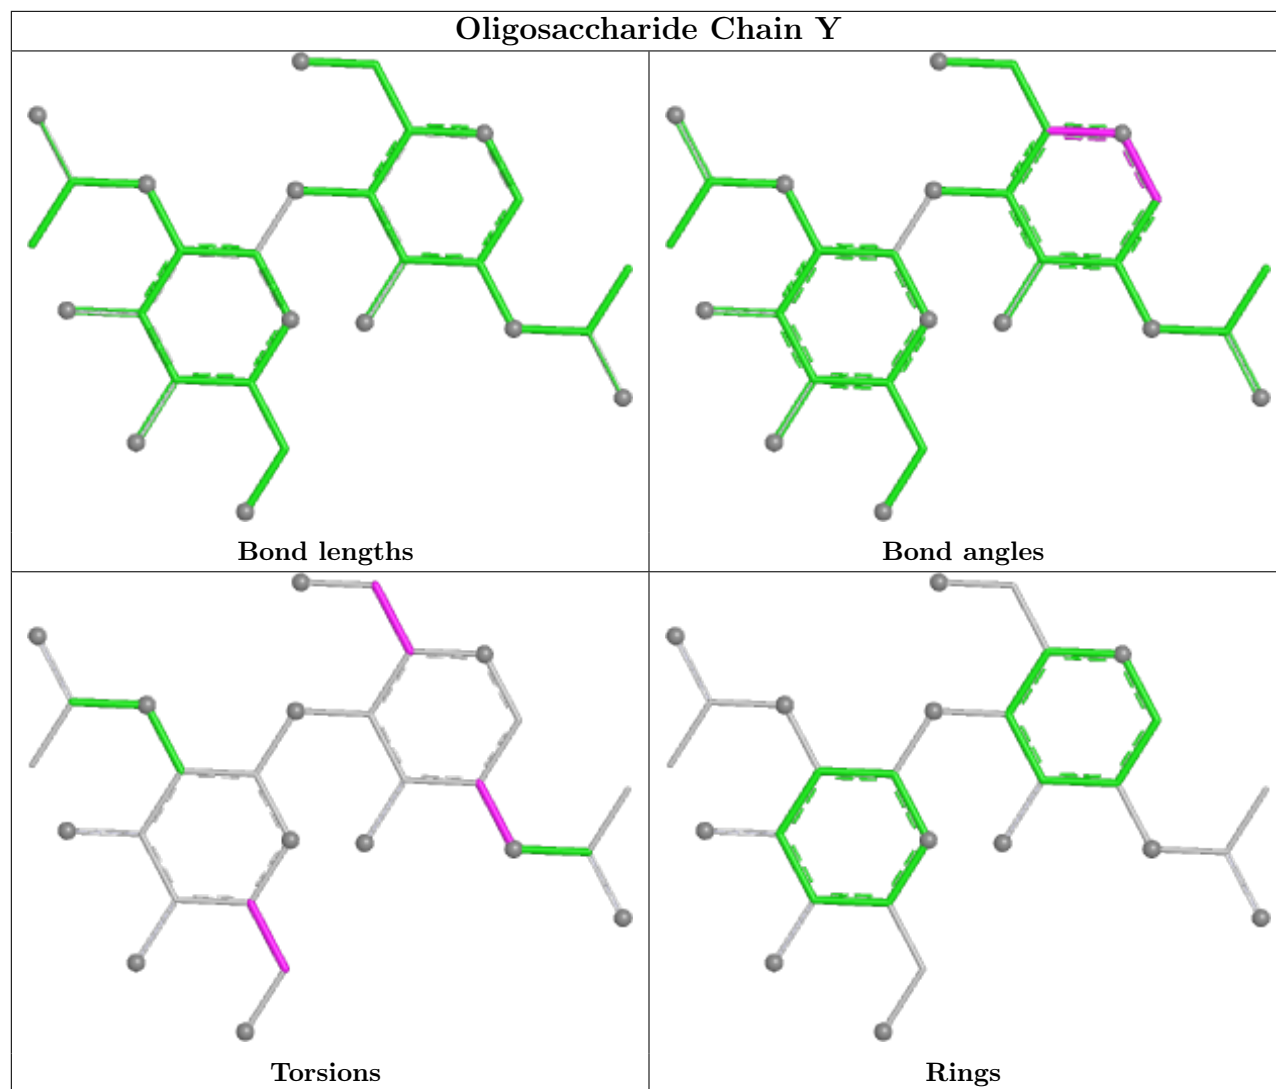 Oligosaccharide Chain Y
Bond lengths
Bond angles
Torsions
Rings